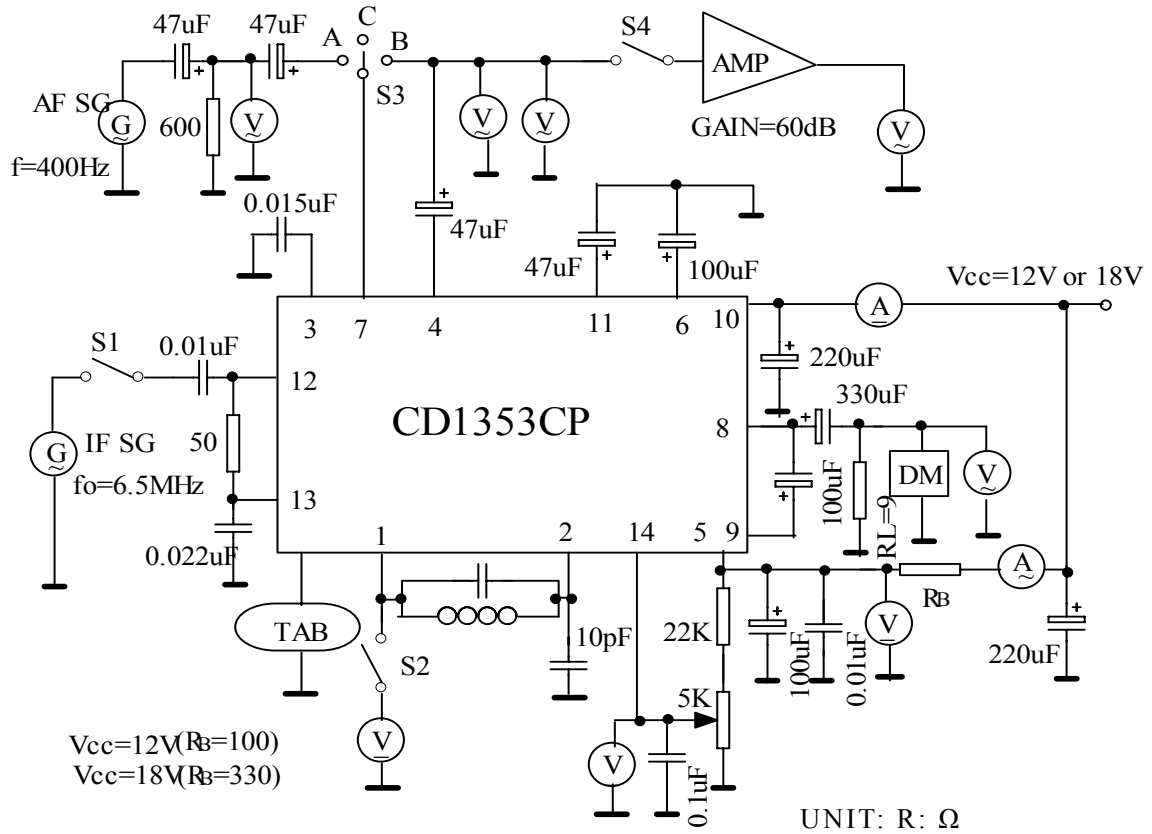 47uF 47uF
A C B
S3
S4
AMP
AF SG
G
600
V
V
V
V
GAIN=60dB
f=400Hz
0.015uF
47uF
47uF
100uF
Vcc=12V or 18V
3 7 4 11 6 10
A
S1
0.01uF
220uF
12
330uF
CD1353CP
8
G
IF SG
50
fo=6.5MHz
DM
V
100uF
RL=9
13
0.022uF
1 2 14 5 9
A
RB
TAB
S2
10pF
22K
V
100uF
0.01uF
220uF
5K
Vcc=12V(RB=100)
Vcc=18V(RB=330)
V
V
0.1uF
UNIT: R: Ω